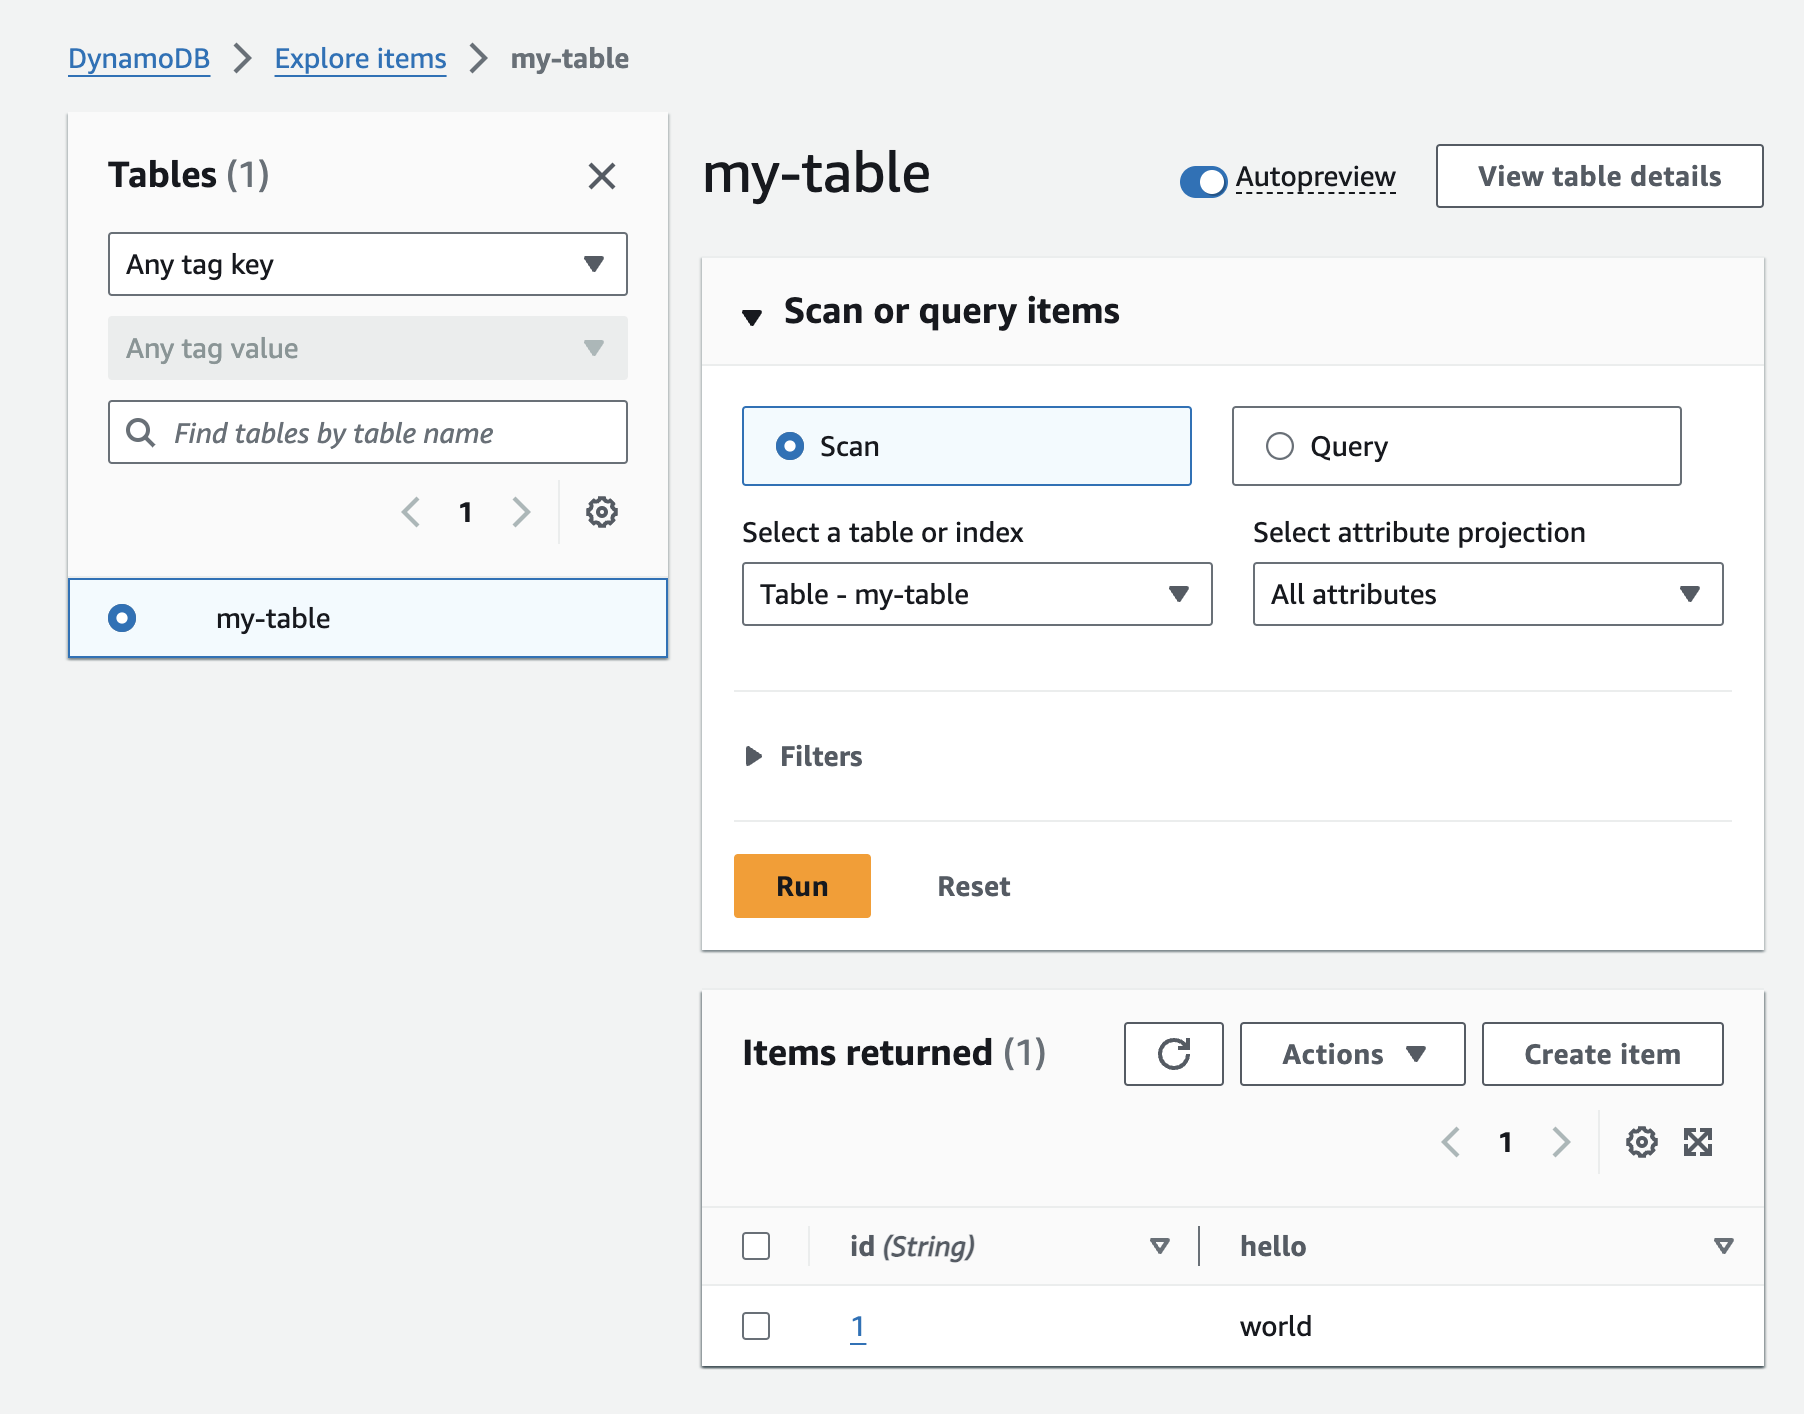 DynamoDB Explore items my-table
Tables (1)
Any tag key
Any tag value
Find tables by table name
1
my-table
my-table
Autopreview
View table details
Scan or query items
Scan
Query
Select a table or index
Select attribute projection
Table - my-table
All attributes
Filters
Run
Reset
Items returned (1)
Actions
Create item
1
id (String)
hello
1
world